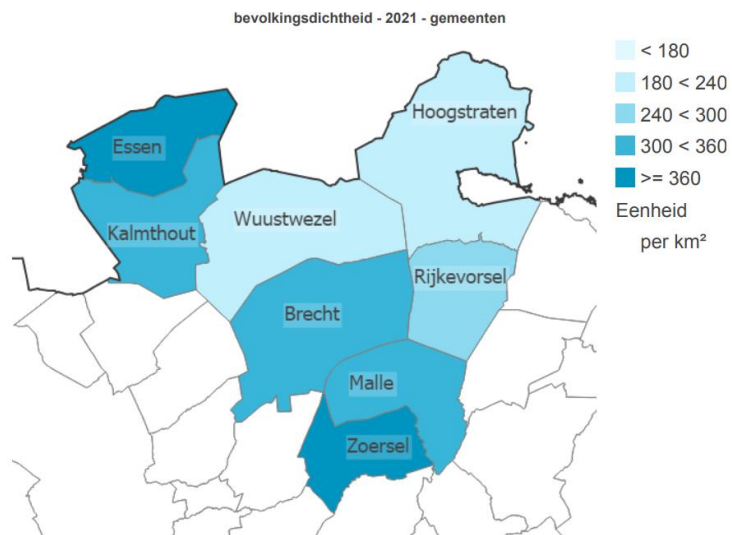 bevolkingsdichtheid - 2021 - gemeenten
< 180
180 < 240
240 < 300
300 < 360
>= 360
Eenheid
per km²
Hoogstraten
Essen
Kalmthout
Wuustwezel
Rijkevorsel
Brecht
Malle
Zoersel